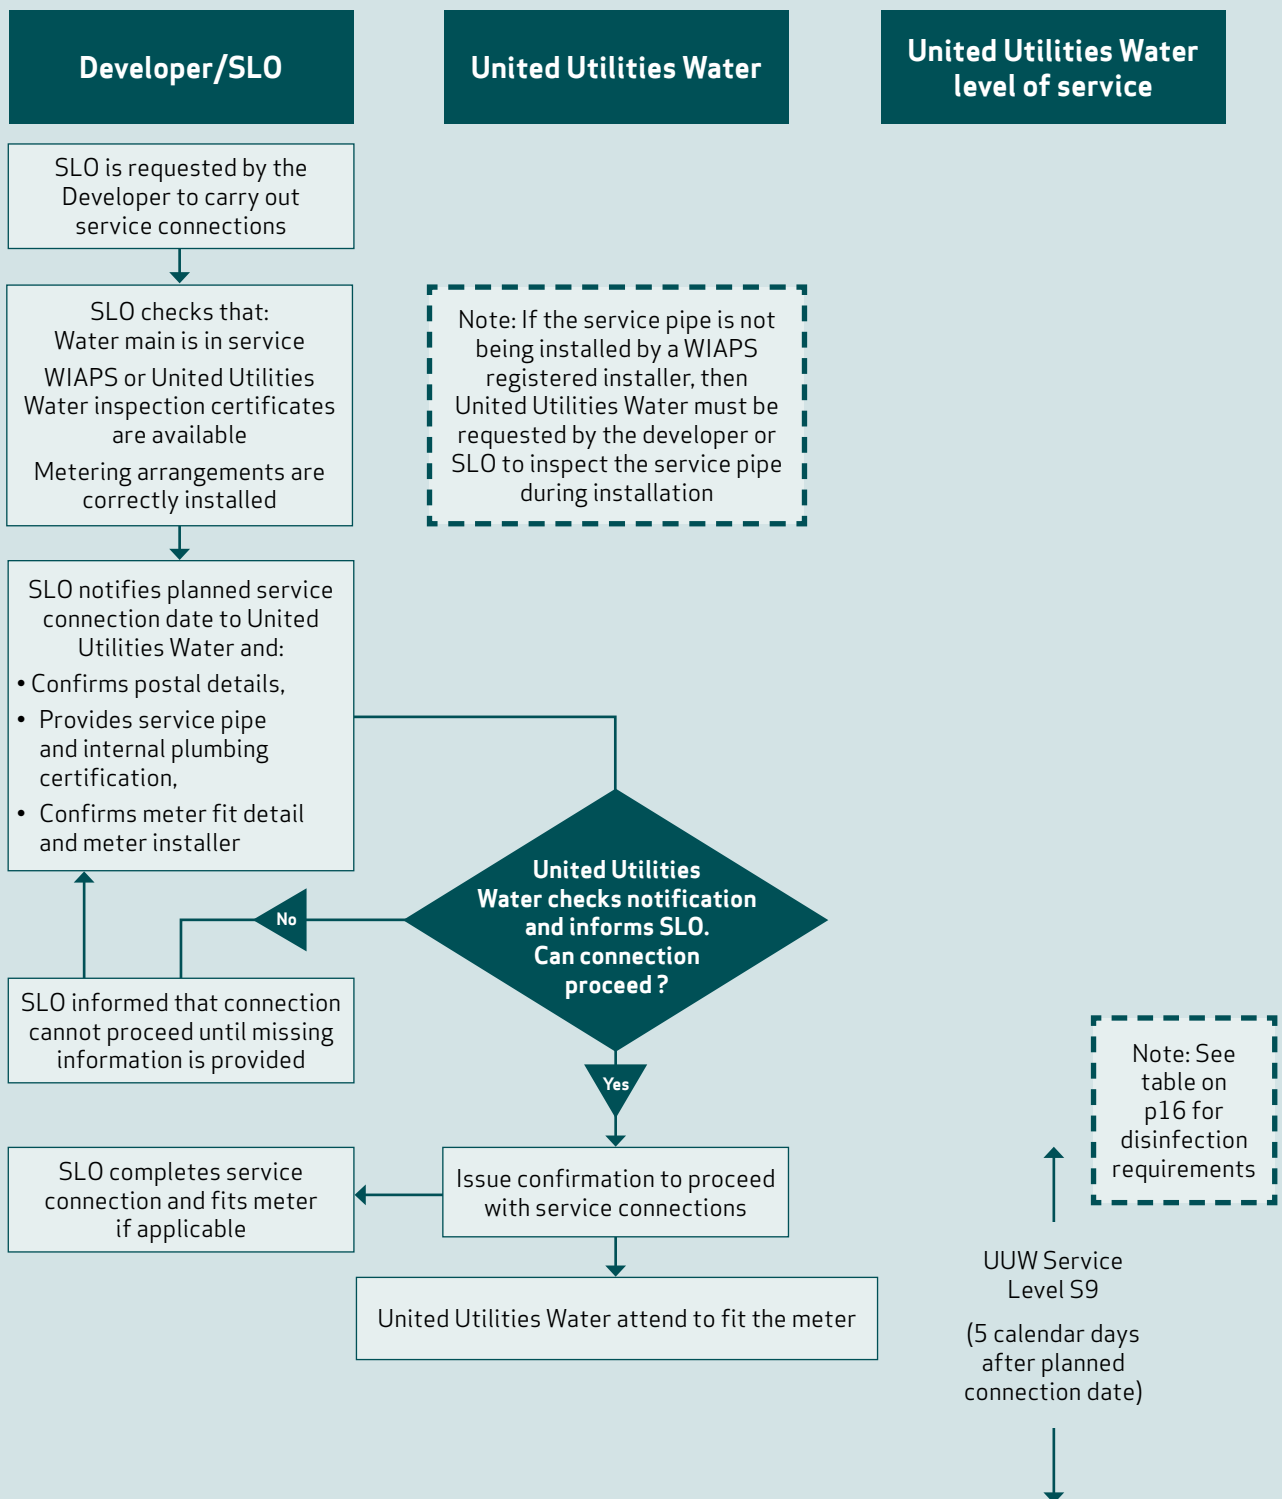 Developer/SLO
United Utilities Water
United Utilities Water
level of service
SLO is requested by the
Developer to carry out
service connections
SLO checks that:
Water main is in service
WIAPS or United Utilities
Water inspection certificates
are available
Metering arrangements are
correctly installed
Note: If the service pipe is not
being installed by a WIAPS
registered installer, then
United Utilities Water must be
requested by the developer or
SLO to inspect the service pipe
during installation
SLO notifies planned service
connection date to United
Utilities Water and:
• Confirms postal details,
• Provides service pipe
and internal plumbing
certification,
• Confirms meter fit detail
and meter installer
United Utilities
Water checks notification
and informs SLO.
Can connection
proceed ?
No
SLO informed that connection
cannot proceed until missing
information is provided
Yes
Note: See
table on
p16 for
disinfection
requirements
SLO completes service
connection and fits meter
if applicable
Issue confirmation to proceed
with service connections
United Utilities Water attend to fit the meter
UUW Service
Level S9
(5 calendar days
after planned
connection date)